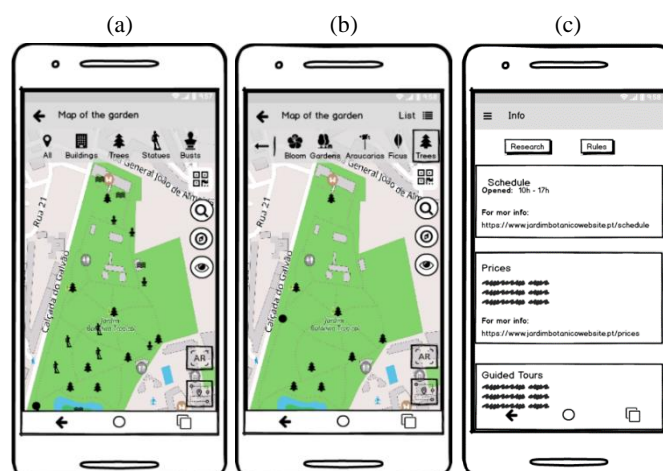 (a)
(b)
(c)
Map of the garden
All Buildings Trees Statues Busts
General João de Almei
Rua 21
Calçada do Galvão
Jardim
Botânico Tropical
AR
Map of the garden List
Bloom Gardens Araucarias Ficus Trees
General João de Alme
Rua 21
Calçada do Galvão
Jardim
Botânico Tropical
AR
Info
Research Rules
Schedule
Opened: 10h - 17h
For mor info:
https://www.jardimbotanicowebsite.pt/schedule
Prices
For mor info:
https://www.jardimbotanicowebsite.pt/prices
Guided Tours